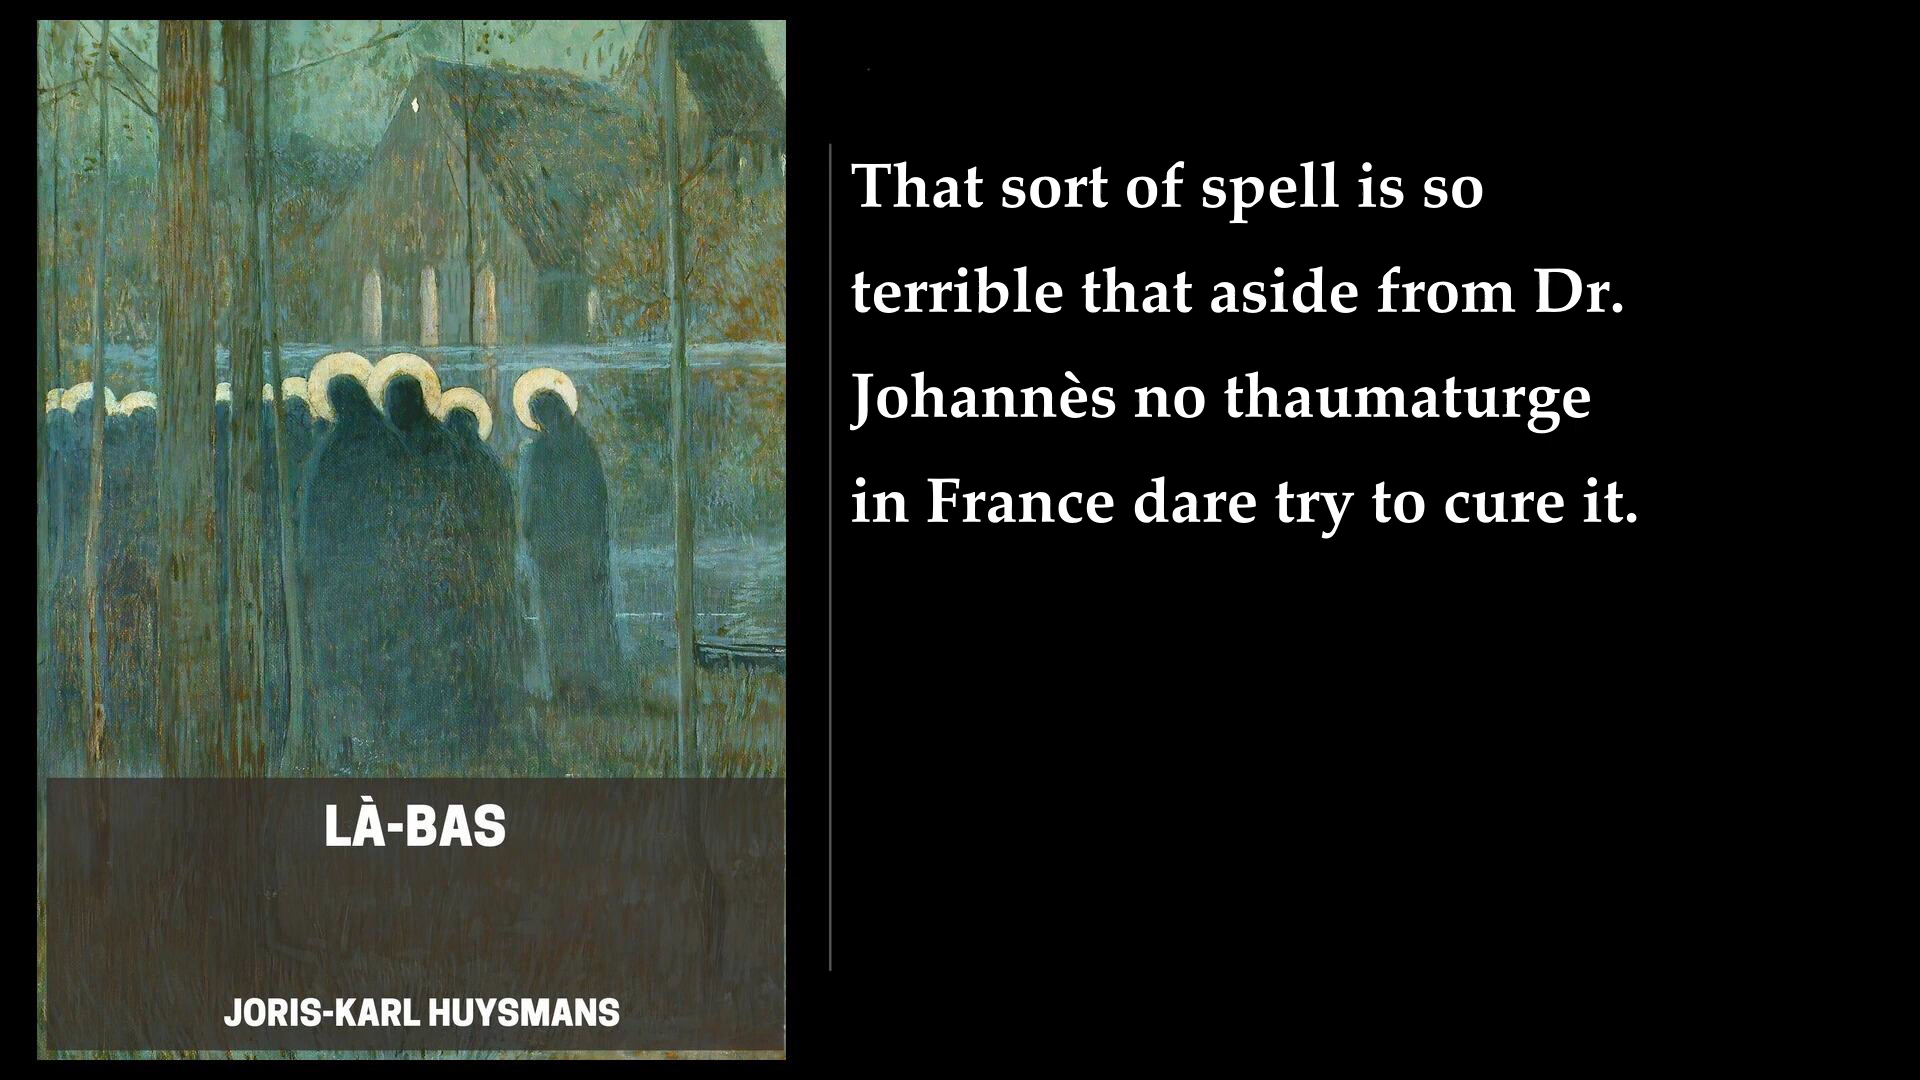 LÀ-BAS
JORIS-KARL HUYSMANS
That sort of spell is so
terrible that aside from Dr.
Johannès no thaumaturge
in France dare try to cure it.